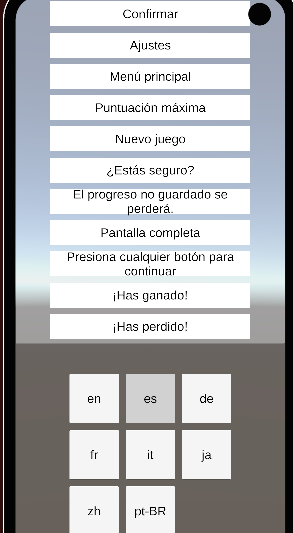 Confirmar
Ajustes
Menú principal
Puntuación máxima
Nuevo juego
¿Estás seguro?
El progreso no guardado se
perderá.
Pantalla completa
Presiona cualquier botón para
continuar
¡Has ganado!
¡Has perdido!
en es de
fr it ja
zh pt-BR